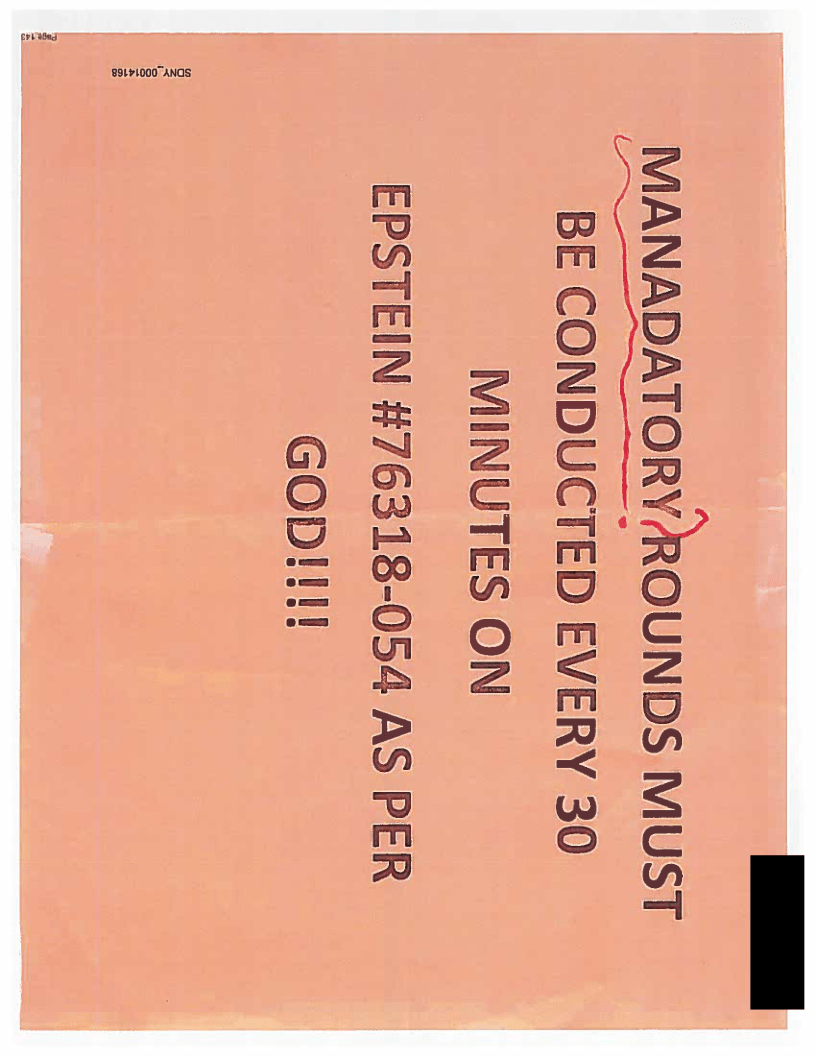 MANADATORY ROUNDS MUST
BE CONDUCTED EVERY 30
MINUTES ON
EPSTEIN #76318-054 AS PER
GOD!!!!
SDNY_00014168
Page 143